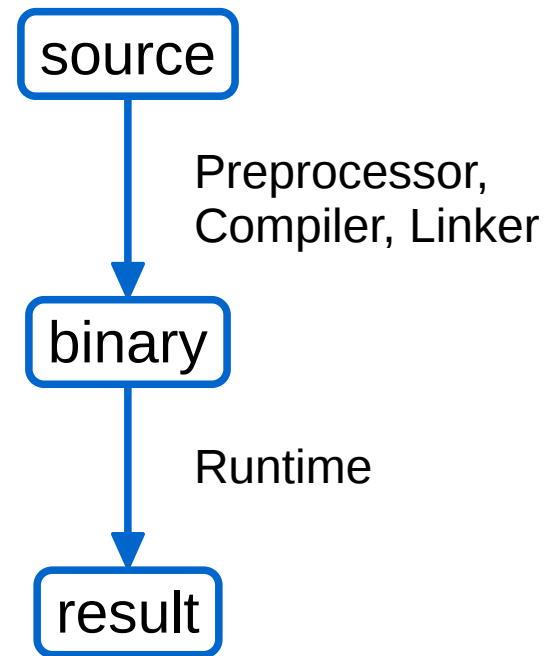 source
Preprocessor,
Compiler, Linker
binary
Runtime
result